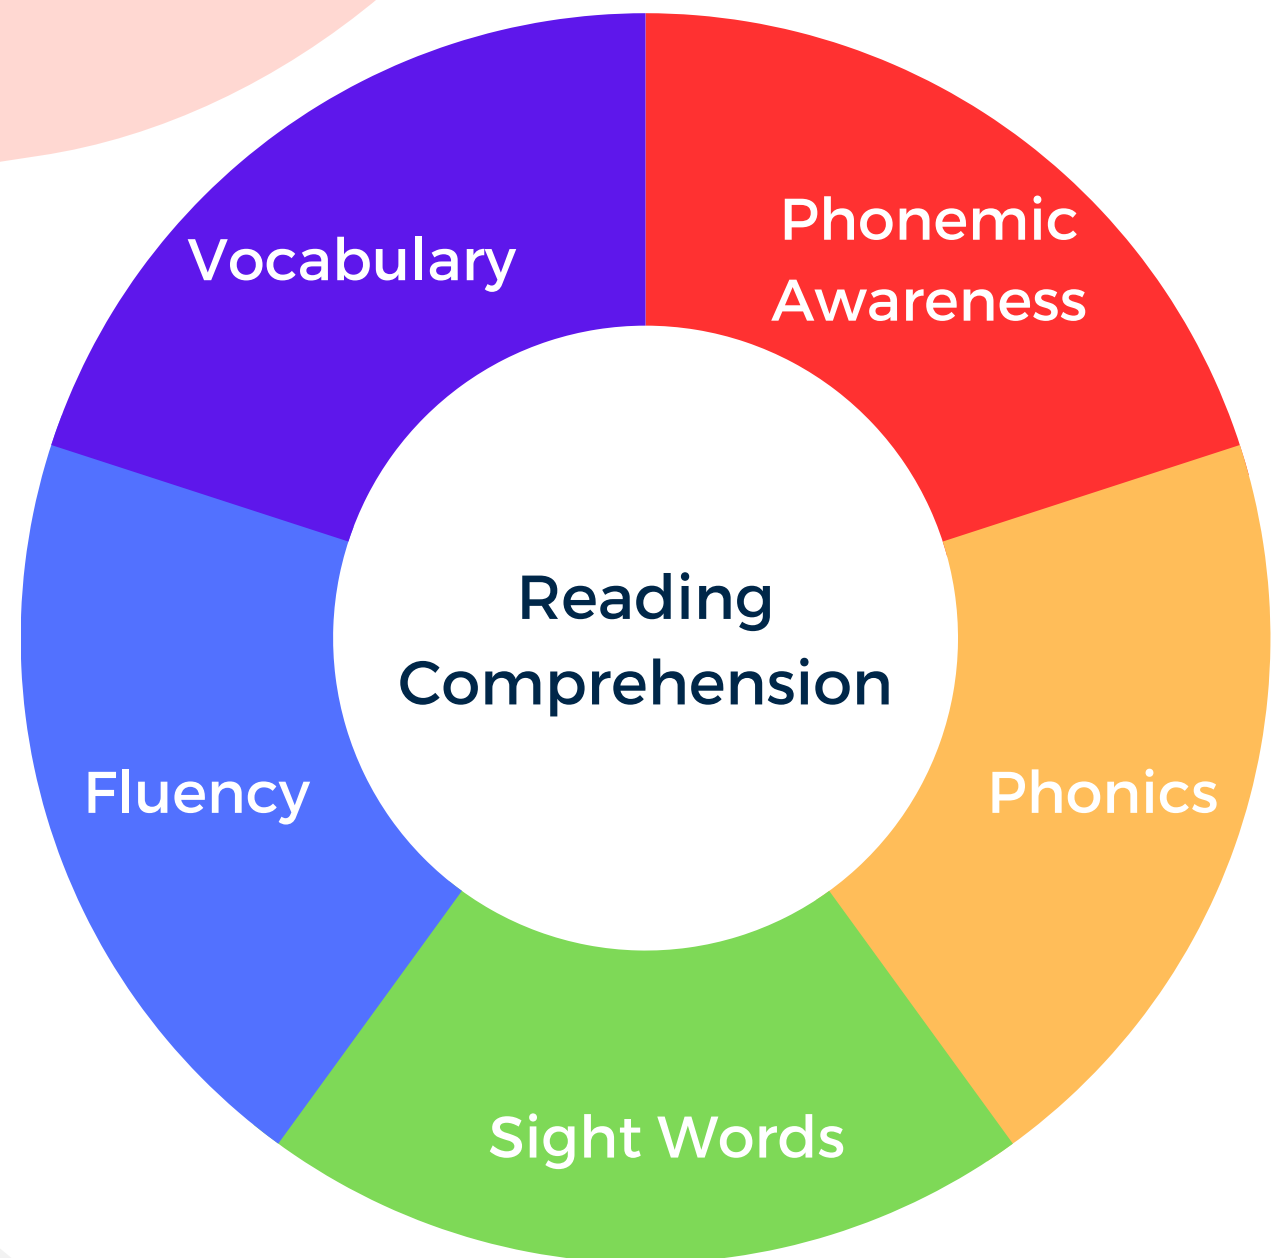 Vocabulary
Phonemic
Awareness
Reading
Comprehension
Fluency
Phonics
Sight Words